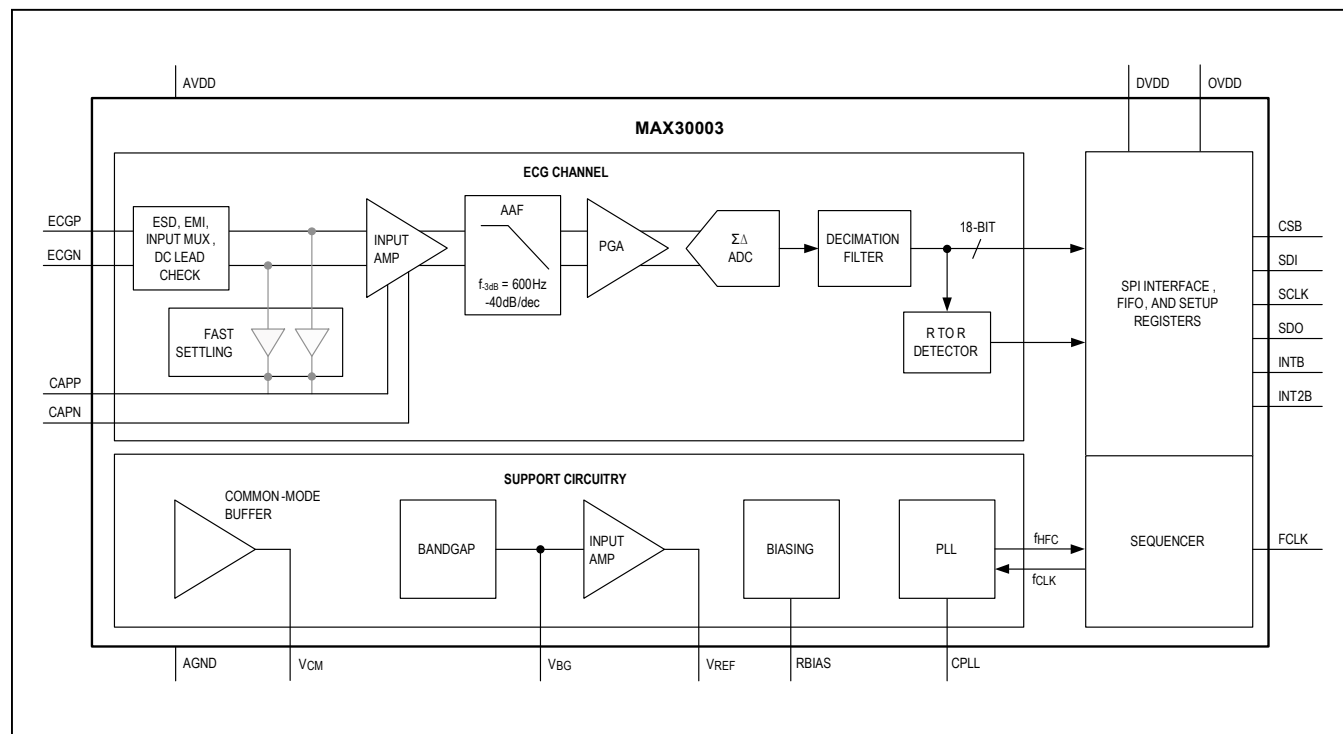 AVDD
DVDD
OVDD
MAX30003
ECG CHANNEL
ECGP
ECGN
ESD, EMI,
INPUT MUX ,
DC LEAD
CHECK
INPUT
AMP
AAF
f-3dB = 600Hz
-40dB/dec
PGA
ΣΔ
ADC
DECIMATION
FILTER
18-BIT
FAST
SETTLING
R TO R
DETECTOR
CAPP
CAPN
SPI INTERFACE ,
FIFO, AND SETUP
REGISTERS
CSB
SDI
SCLK
SDO
INTB
INT2B
SUPPORT CIRCUITRY
COMMON-MODE
BUFFER
BANDGAP
INPUT
AMP
BIASING
PLL
fHFC
fCLK
SEQUENCER
FCLK
AGND
VCM
VBG
VREF
RBIAS
CPLL